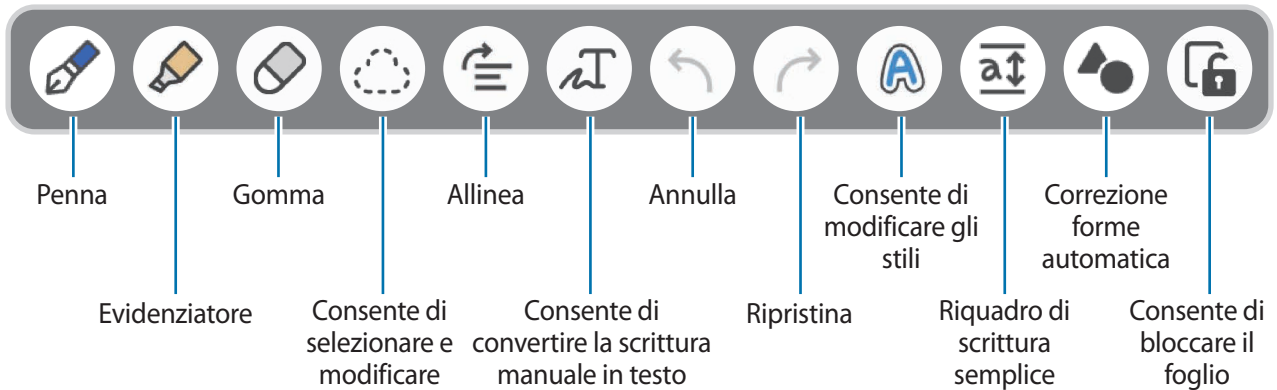 Penna
Gomma
Allinea
Annulla
Consente di
modificare gli
stili
Correzione
forme
automatica
Evidenziatore
Consente di
selezionare e
modificare
Consente di
convertire la scrittura
manuale in testo
Ripristina
Riquadro di
scrittura
semplice
Consente di
bloccare il
foglio